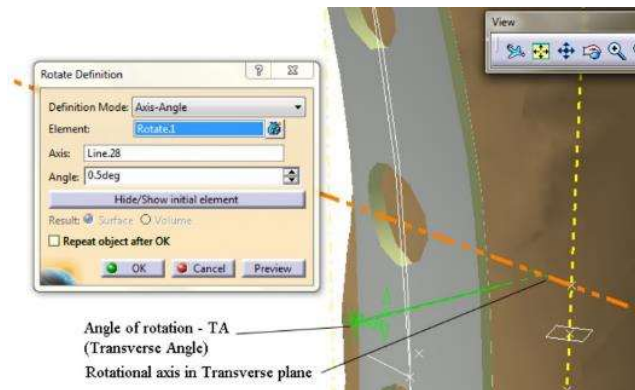 View
Rotate Definition
Definition Mode: Axis-Angle
Element: Rotate.1
Axis: Line.28
Angle: 0.5deg
Hide/Show initial element
Result: Surface Volume
Repeat object after OK
OK Cancel Preview
Angle of rotation - TA
(Transverse Angle)
Rotational axis in Transverse plane